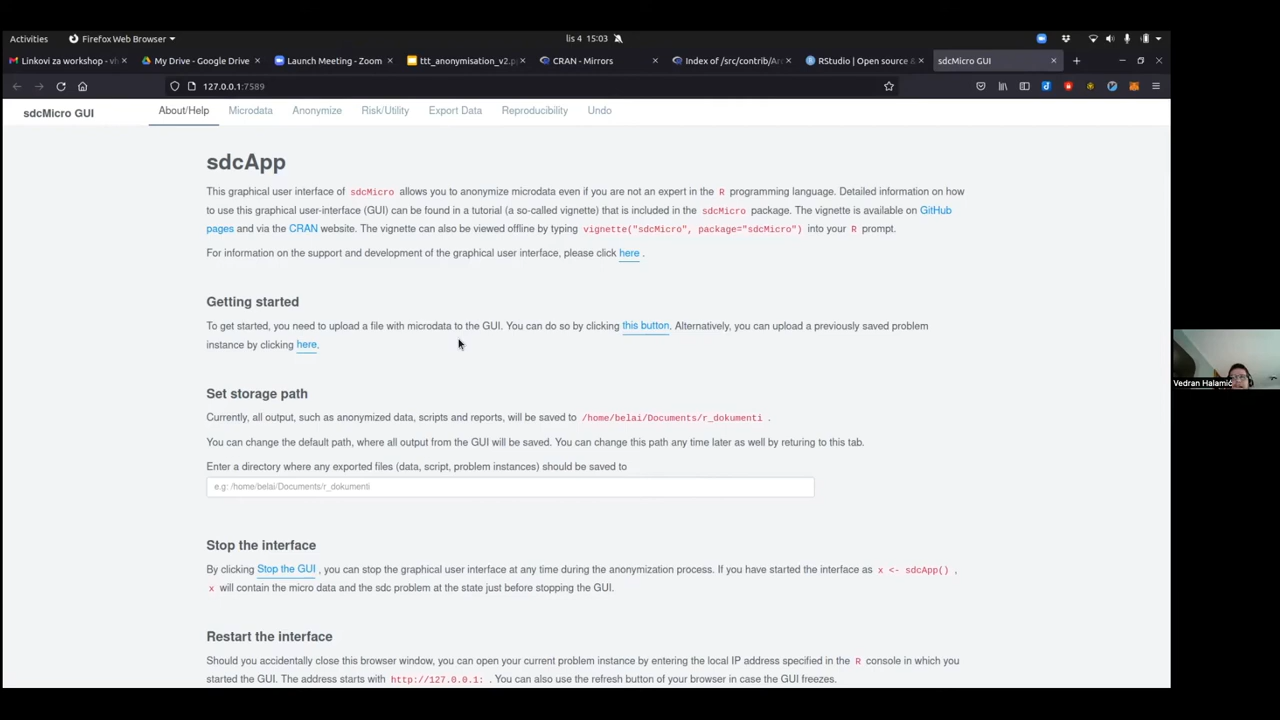 Activities Firefox Web Browser lis 4 15:03
Linkovi za workshop - vh My Drive - Google Drive Launch Meeting - Zoom ttt_anonymisation_v2.p CRAN - Mirrors Index of /src/contrib/Ar RStudio | Open source & sdcMicro GUI
127.0.0.1:7589
sdcMicro GUI About/Help Microdata Anonymize Risk/Utility Export Data Reproducibility Undo
sdcApp
This graphical user interface of sdcMicro allows you to anonymize microdata even if you are not an expert in the R programming language. Detailed information on how
to use this graphical user-interface (GUI) can be found in a tutorial (a so-called vignette) that is included in the sdcMicro package. The vignette is available on GitHub
pages and via the CRAN website. The vignette can also be viewed offline by typing vignette("sdcMicro", package="sdcMicro") into your R prompt.
For information on the support and development of the graphical user interface, please click here .
Getting started
To get started, you need to upload a file with microdata to the GUI. You can do so by clicking this button. Alternatively, you can upload a previously saved problem
instance by clicking here.
Vedran Halamić
Set storage path
Currently, all output, such as anonymized data, scripts and reports, will be saved to /home/belai/Documents/r_dokumenti .
You can change the default path, where all output from the GUI will be saved. You can change this path any time later as well by returing to this tab.
Enter a directory where any exported files (data, script, problem instances) should be saved to
e.g: /home/belai/Documents/r_dokumenti
Stop the interface
By clicking Stop the GUI , you can stop the graphical user interface at any time during the anonymization process. If you have started the interface as x <- sdcApp() ,
x will contain the micro data and the sdc problem at the state just before stopping the GUI.
Restart the interface
Should you accidentally close this browser window, you can open your current problem instance by entering the local IP address specified in the R console in which you
started the GUI. The address starts with http://127.0.0.1: . You can also use the refresh button of your browser in case the GUI freezes.